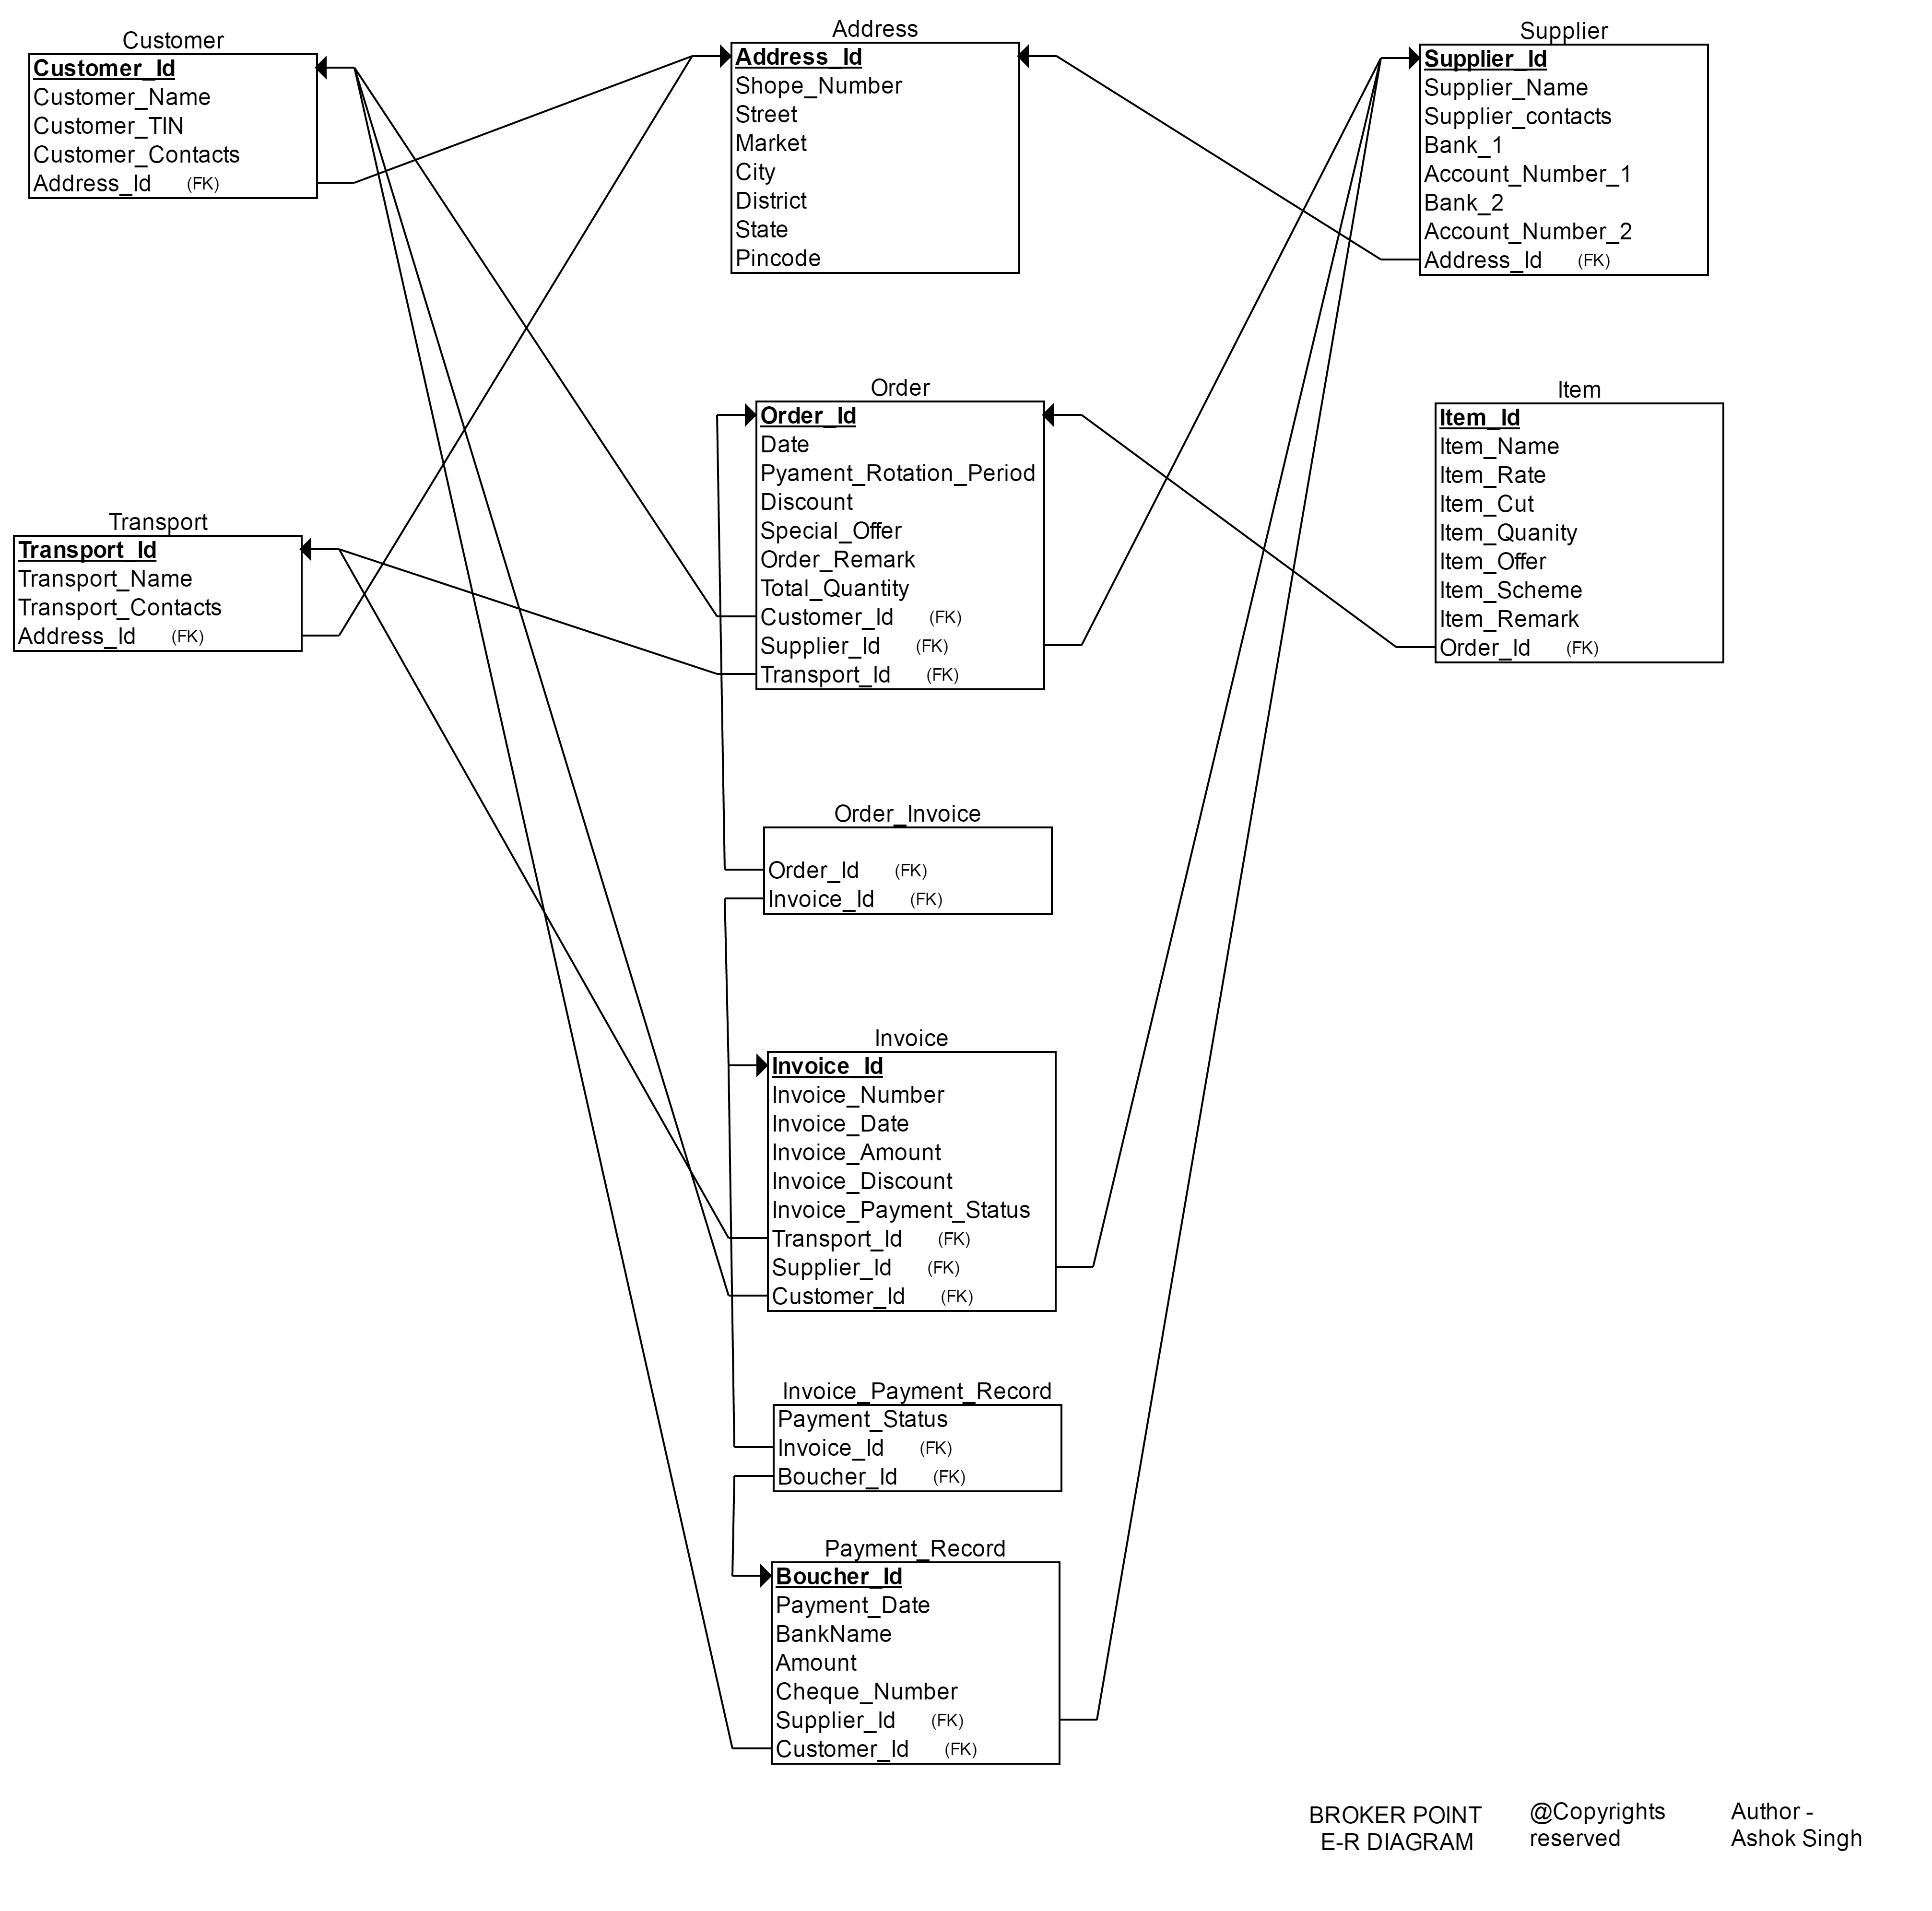 Customer
Customer_Id
Customer_Name
Customer_TIN
Customer_Contacts
Address_Id (FK)
Address
Address_Id
Shope_Number
Street
Market
City
District
State
Pincode
Supplier
Supplier_Id
Supplier_Name
Supplier_contacts
Bank_1
Account_Number_1
Bank_2
Account_Number_2
Address_Id (FK)
Transport
Transport_Id
Transport_Name
Transport_Contacts
Address_Id (FK)
Order
Order_Id
Date
Pyament_Rotation_Period
Discount
Special_Offer
Order_Remark
Total_Quantity
Customer_Id (FK)
Supplier_Id (FK)
Transport_Id (FK)
Item
Item_Id
Item_Name
Item_Rate
Item_Cut
Item_Quanity
Item_Offer
Item_Scheme
Item_Remark
Order_Id (FK)
Order_Invoice
Order_Id (FK)
Invoice_Id (FK)
Invoice
Invoice_Id
Invoice_Number
Invoice_Date
Invoice_Amount
Invoice_Discount
Invoice_Payment_Status
Transport_Id (FK)
Supplier_Id (FK)
Customer_Id (FK)
Invoice_Payment_Record
Payment_Status
Invoice_Id (FK)
Boucher_Id (FK)
Payment_Record
Boucher_Id
Payment_Date
BankName
Amount
Cheque_Number
Supplier_Id (FK)
Customer_Id (FK)
BROKER POINT
E-R DIAGRAM
@Copyrights
reserved
Author -
Ashok Singh